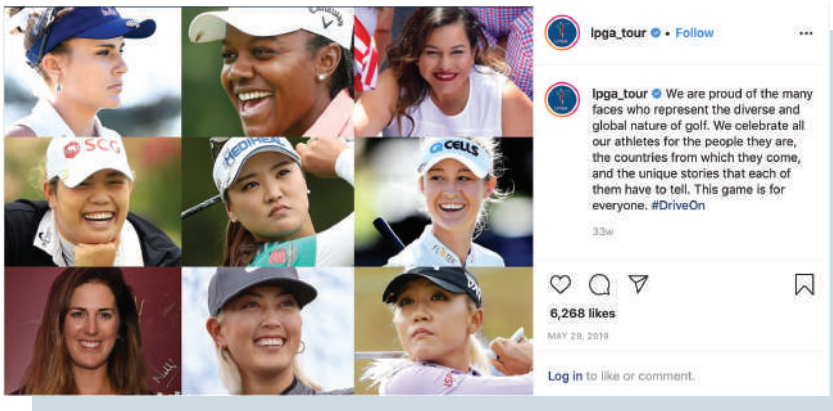 Callaway
SCG
MEDIHEAL
CELLS
lpga_tour • Follow
lpga_tour We are proud of the many
faces who represent the diverse and
global nature of golf. We celebrate all
our athletes for the people they are,
the countries from which they come,
and the unique stories that each of
them have to tell. This game is for
everyone. #DriveOn
33w
6,268 likes
MAY 29, 2019
Log in to like or comment.